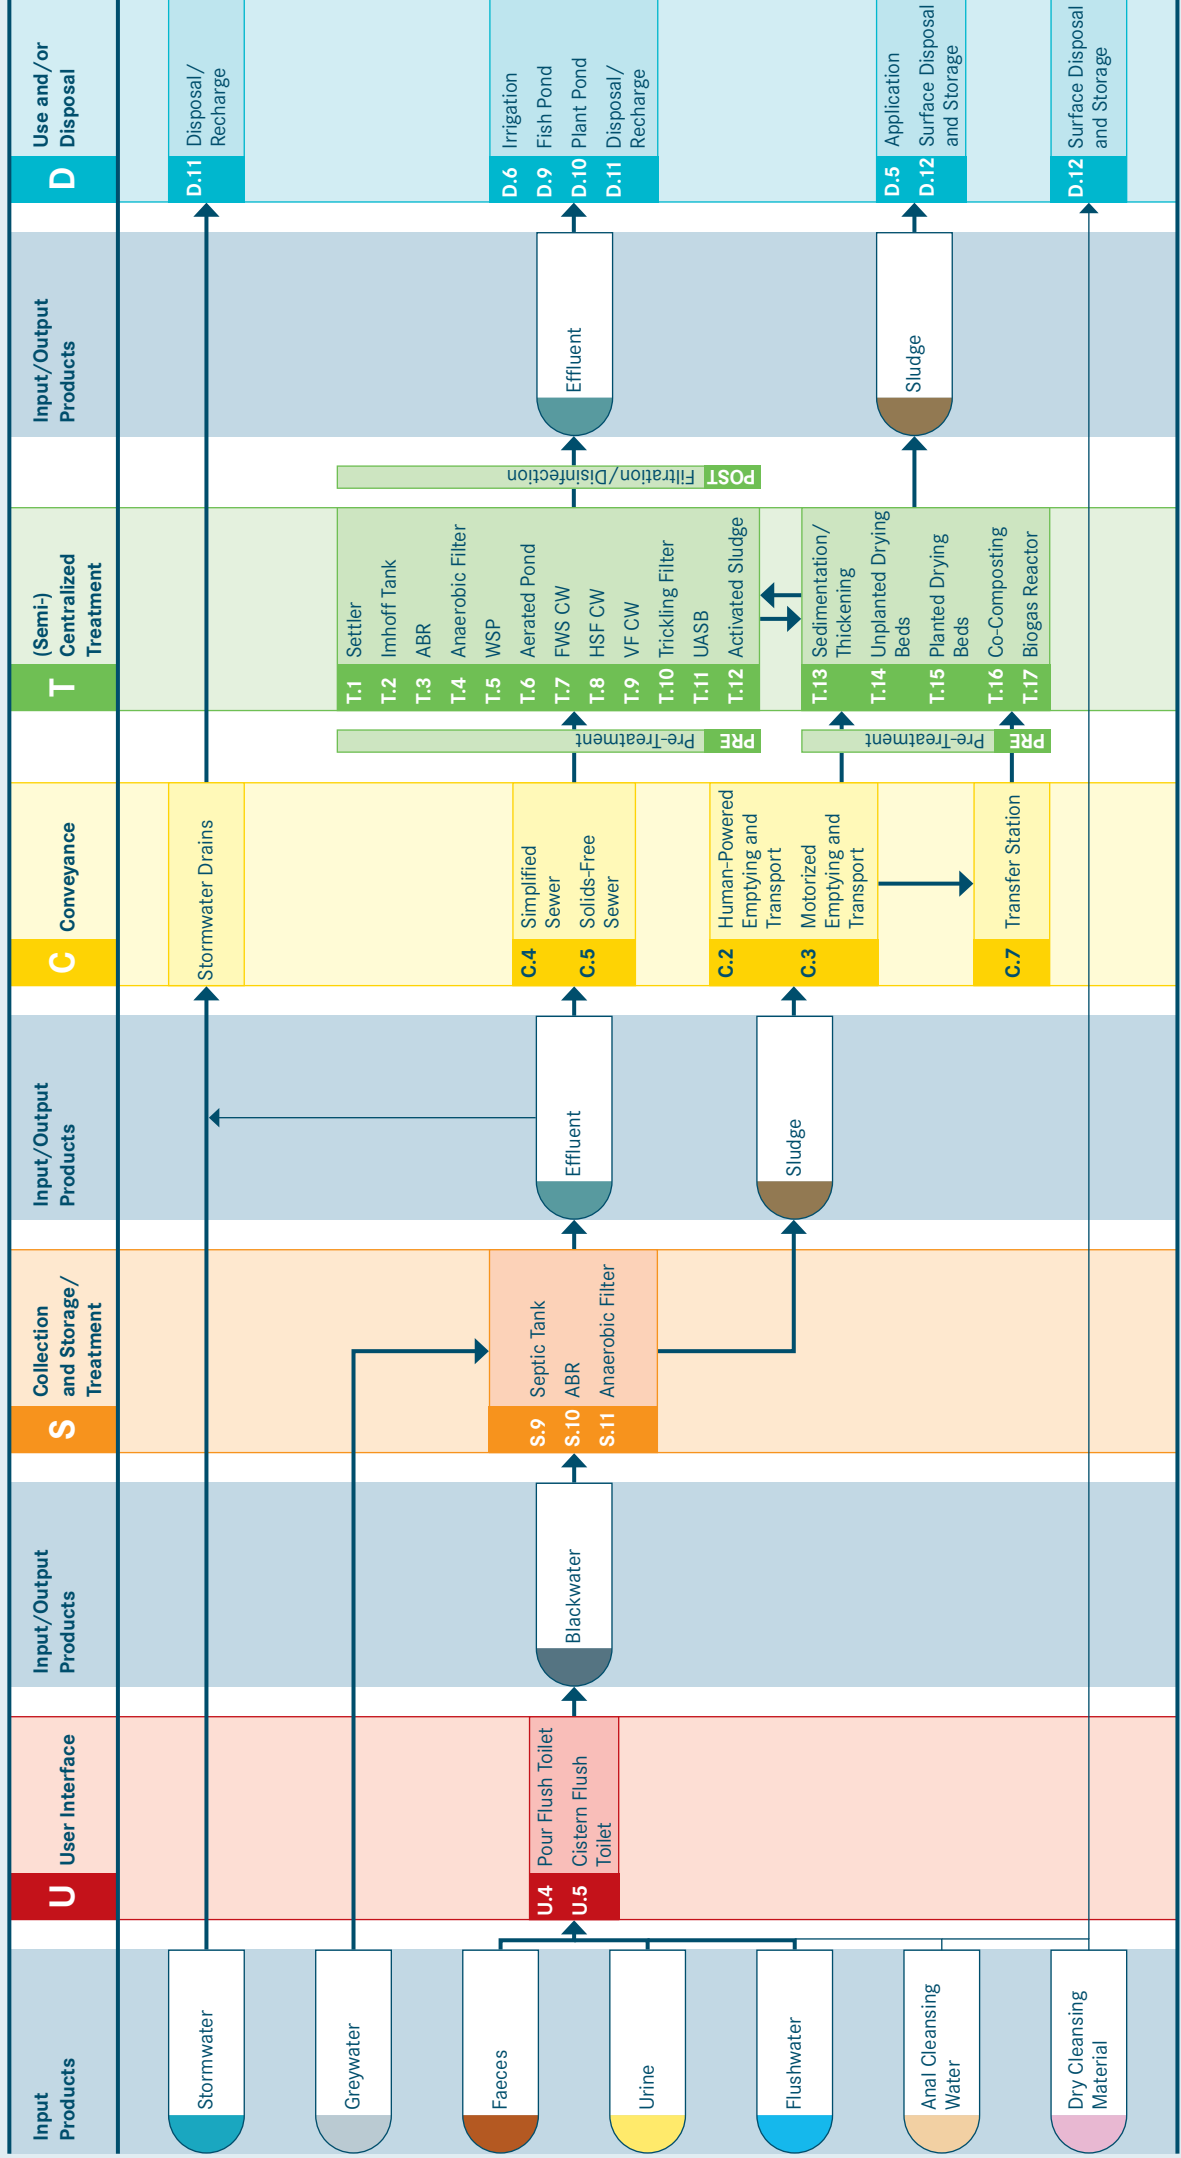 Input
Products
Stormwater
Greywater
Faeces
Urine
Flushwater
Anal Cleansing
Water
Dry Cleansing
Material
U
User Interface
U.4 Pour Flush Toilet
U.5 Cistern Flush
Toilet
Input/Output
Products
Blackwater
S
Collection
and Storage/
Treatment
S.9 Septic Tank
S.10 ABR
S.11 Anaerobic Filter
Input/Output
Products
Effluent
Sludge
C
Conveyance
Stormwater Drains
C.4 Simplified
Sewer
C.5 Solids-Free
Sewer
C.2 Human-Powered
Emptying and
Transport
C.3 Motorized
Emptying and
Transport
C.7 Transfer Station
PRE Pre-Treatment
PRE Pre-Treatment
T
(Semi-)
Centralized
Treatment
T.1 Settler
T.2 Imhoff Tank
T.3 ABR
T.4 Anaerobic Filter
T.5 WSP
T.6 Aerated Pond
T.7 FWS CW
T.8 HSF CW
T.9 VF CW
T.10 Trickling Filter
T.11 UASB
T.12 Activated Sludge
T.13 Sedimentation/
Thickening
T.14 Unplanted Drying
Beds
T.15 Planted Drying
Beds
T.16 Co-Composting
T.17 Biogas Reactor
POST Filtration/Disinfection
Input/Output
Products
Effluent
Sludge
D
Use and/or
Disposal
D.11 Disposal/
Recharge
D.6 Irrigation
D.9 Fish Pond
D.10 Plant Pond
D.11 Disposal/
Recharge
D.5 Application
D.12 Surface Disposal
and Storage
D.12 Surface Disposal
and Storage